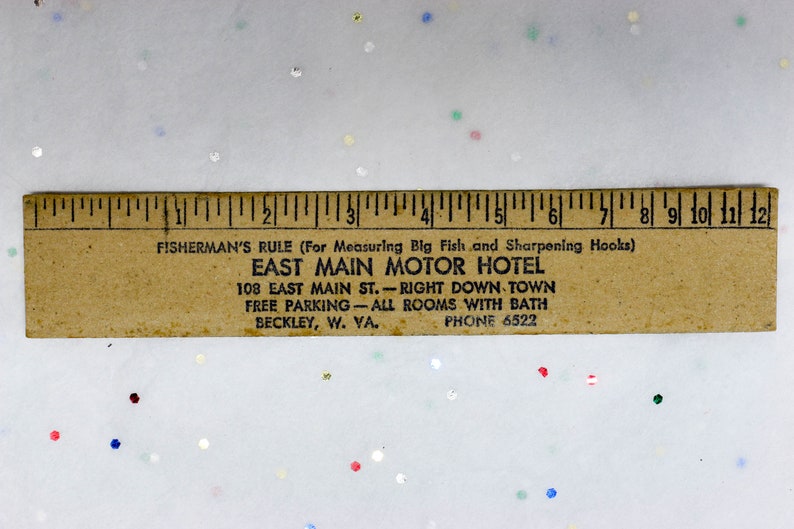 1 2 3 4 5 6 7 8 9 10 11 12
FISHERMAN'S RULE (For Measuring Big Fish and Sharpening Hooks)
EAST MAIN MOTOR HOTEL
108 EAST MAIN ST. — RIGHT DOWN TOWN
FREE PARKING — ALL ROOMS WITH BATH
BECKLEY, W. VA. PHONE 6522